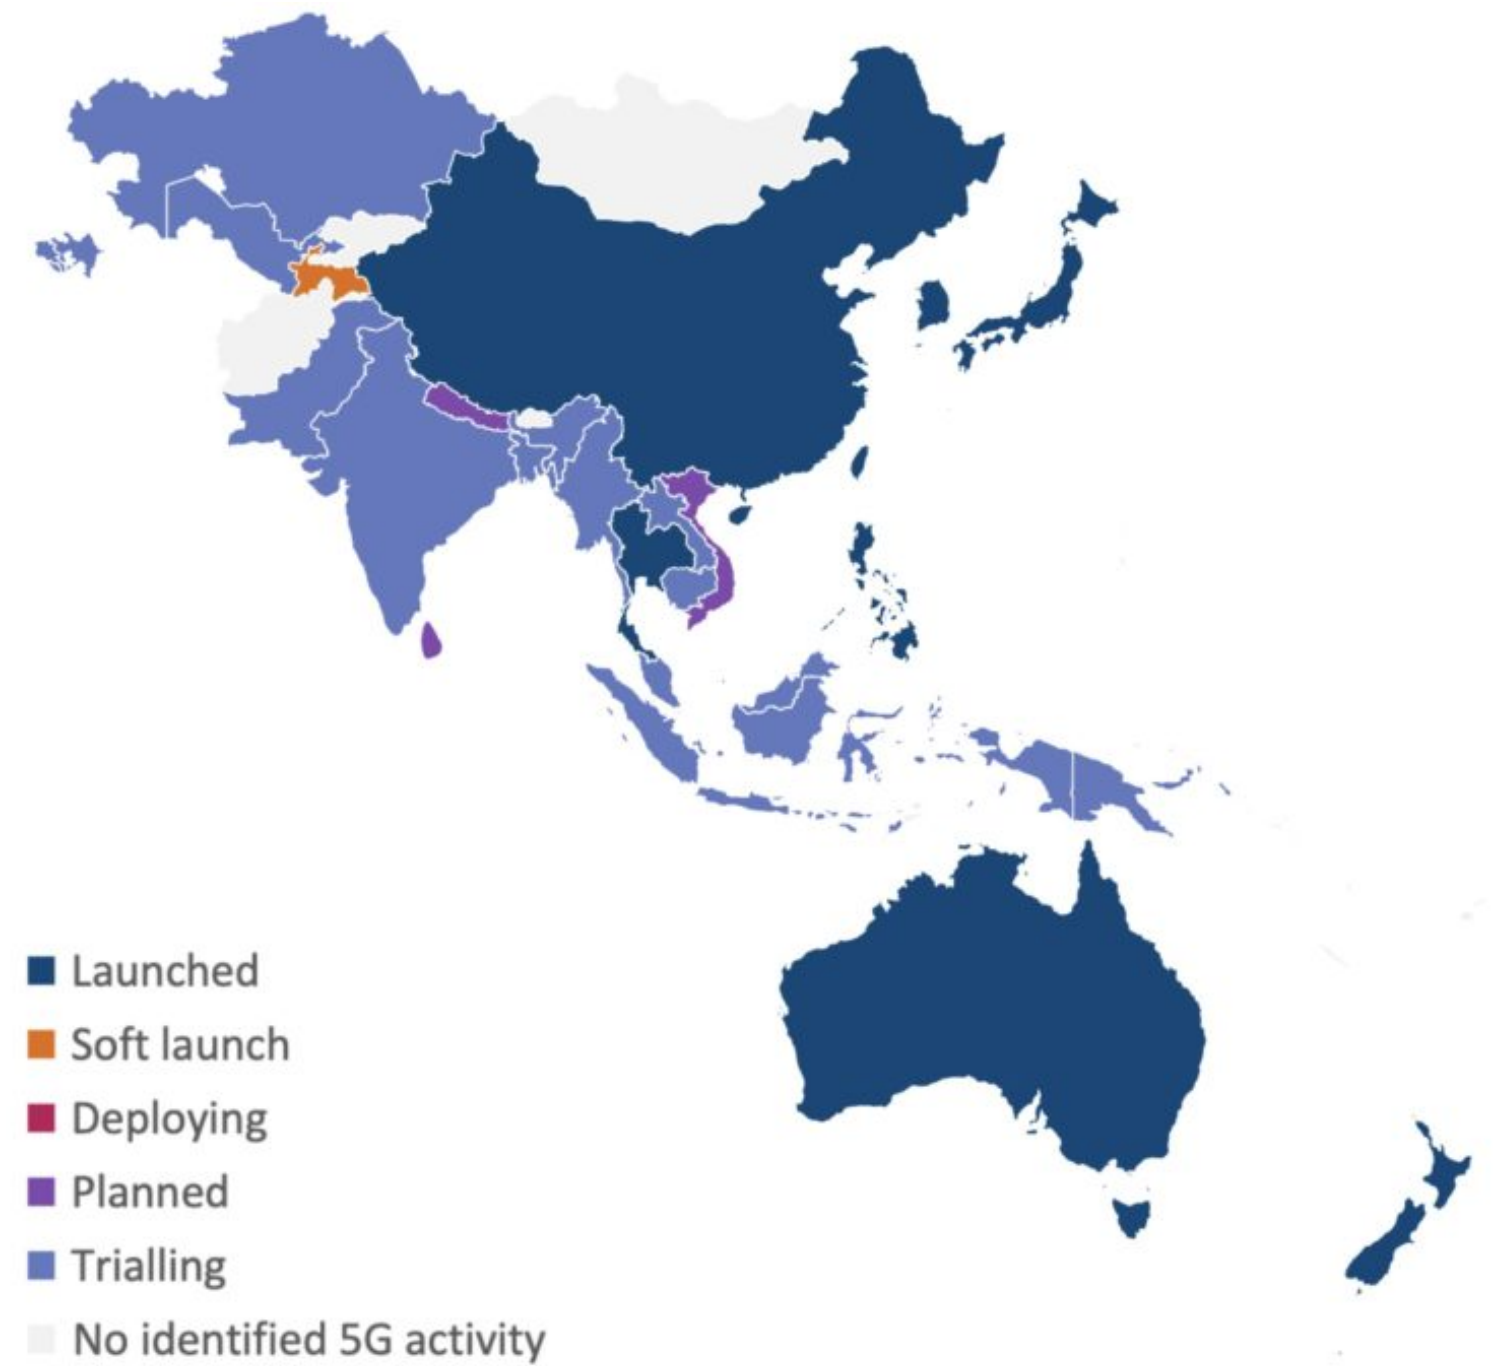 Launched
Soft launch
Deploying
Planned
Trialling
No identified 5G activity